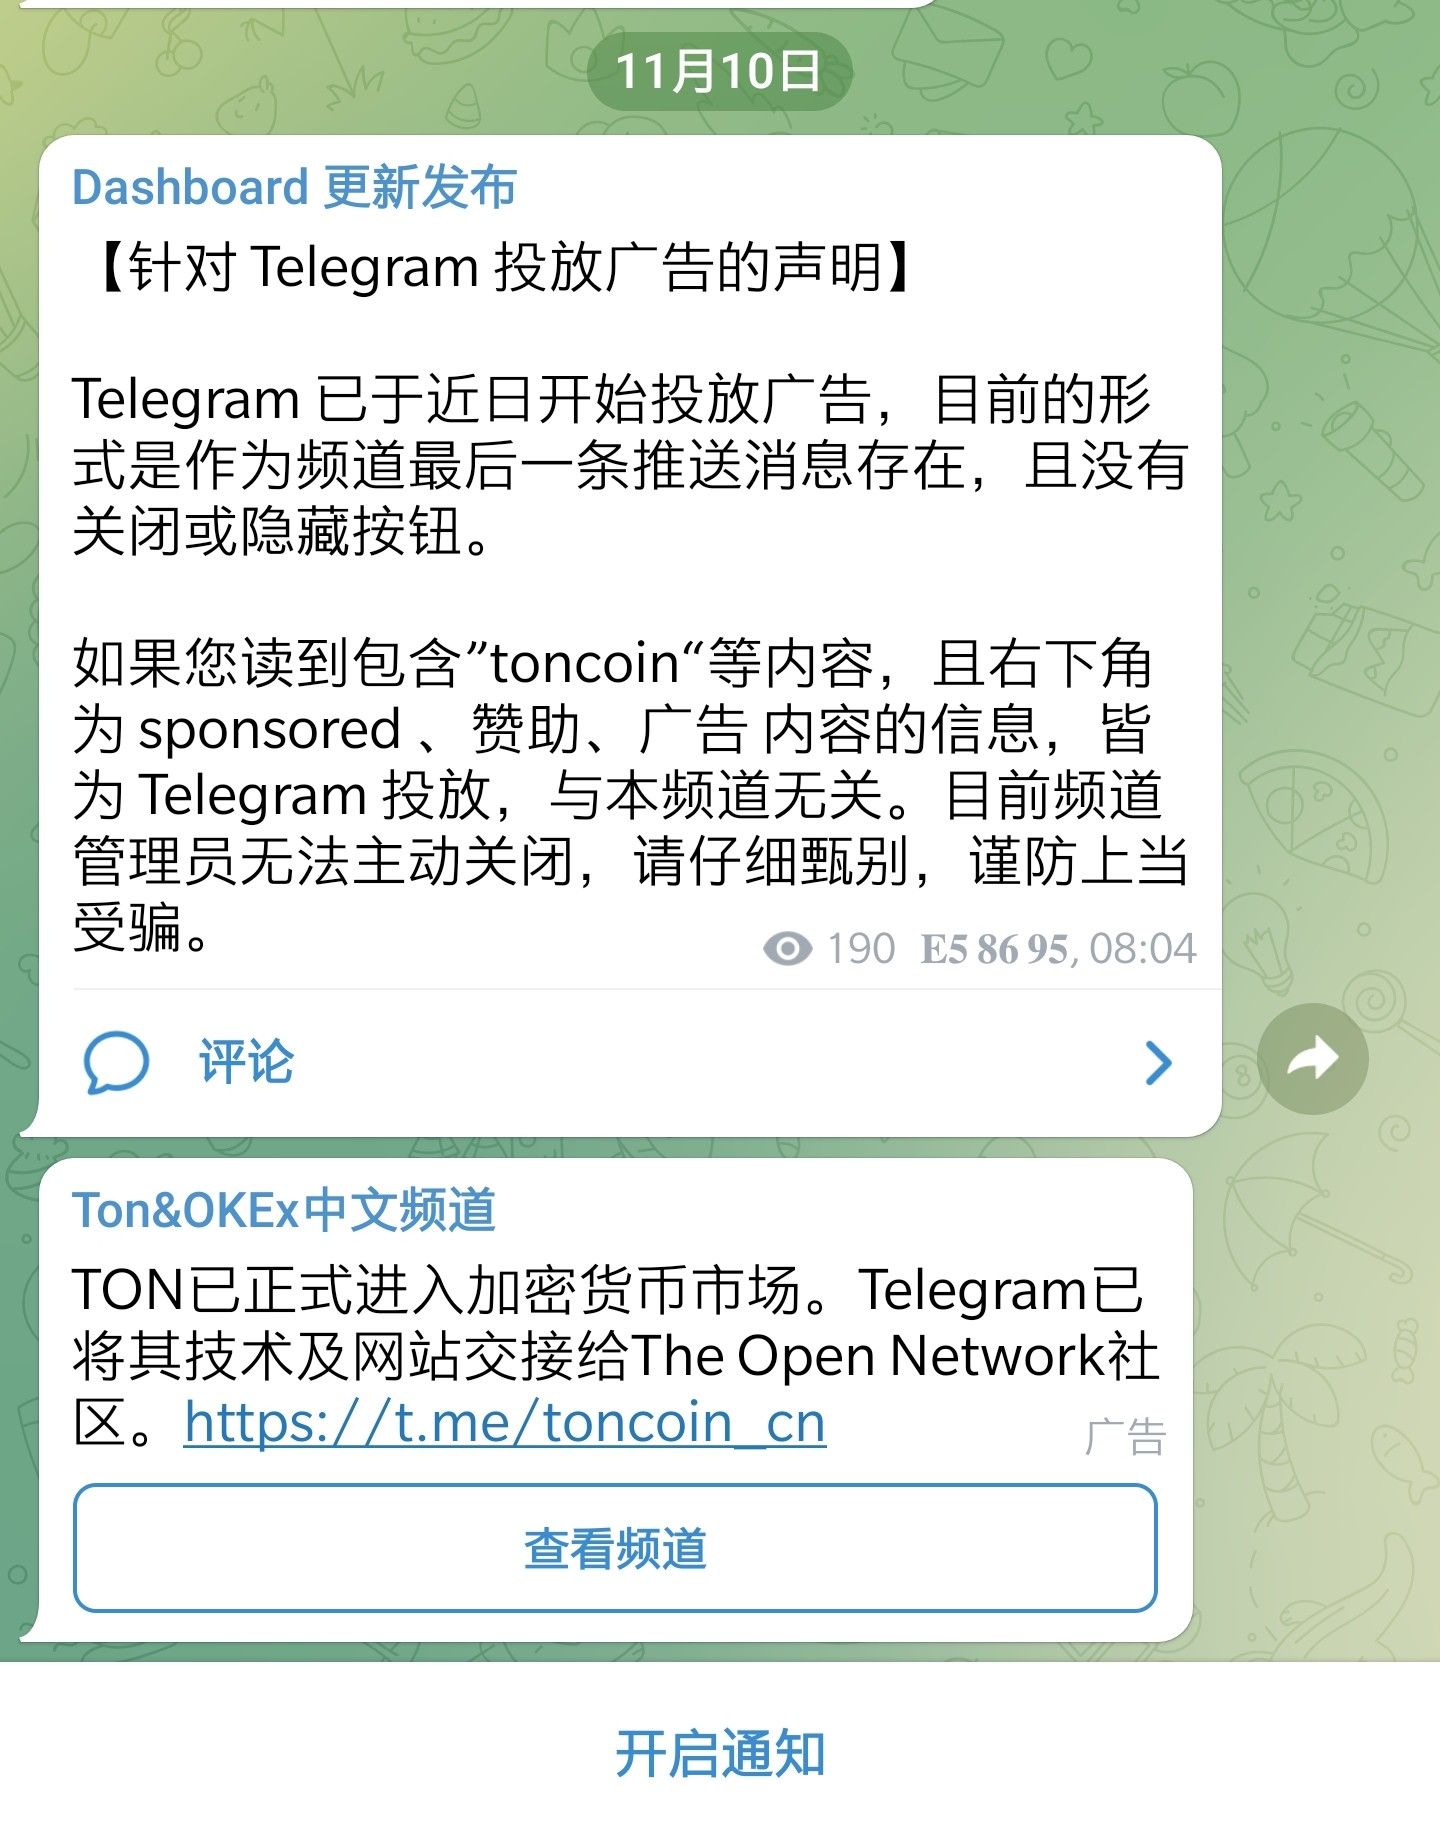 11月10日
Dashboard 更新发布
【针对 Telegram 投放广告的声明】
Telegram 已于近日开始投放广告，目前的形
式是作为频道最后一条推送消息存在，且没有
关闭或隐藏按钮。
如果您读到包含”toncoin“等内容，且右下角
为 sponsored 、赞助、广告 内容的信息，皆
为 Telegram 投放，与本频道无关。目前频道
管理员无法主动关闭，请仔细甄别，谨防上当
受骗。
190 E5 86 95, 08:04
评论
Ton&OKEx中文频道
TON已正式进入加密货币市场。Telegram已
将其技术及网站交接给The Open Network社
区。https://t.me/toncoin_cn
广告
查看频道
开启通知